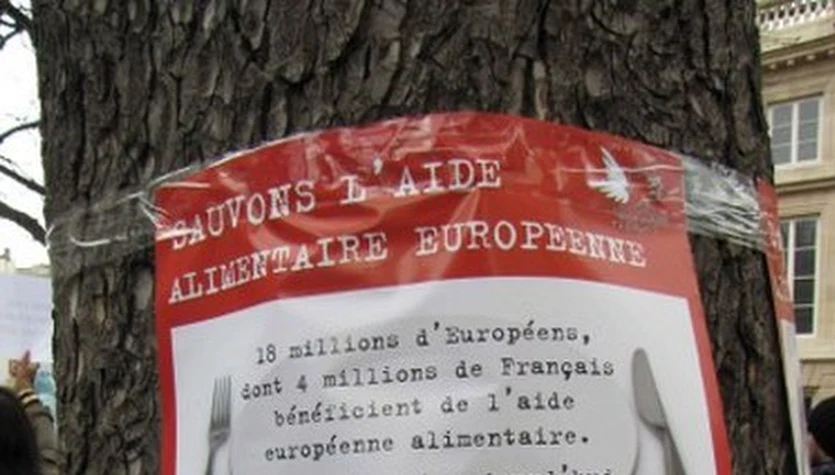 SAUVONS L'AIDE
ALIMENTAIRE EUROPEENNE
18 millions d'Européens,
dont 4 millions de Français
bénéficient de l'aide
européenne alimentaire.